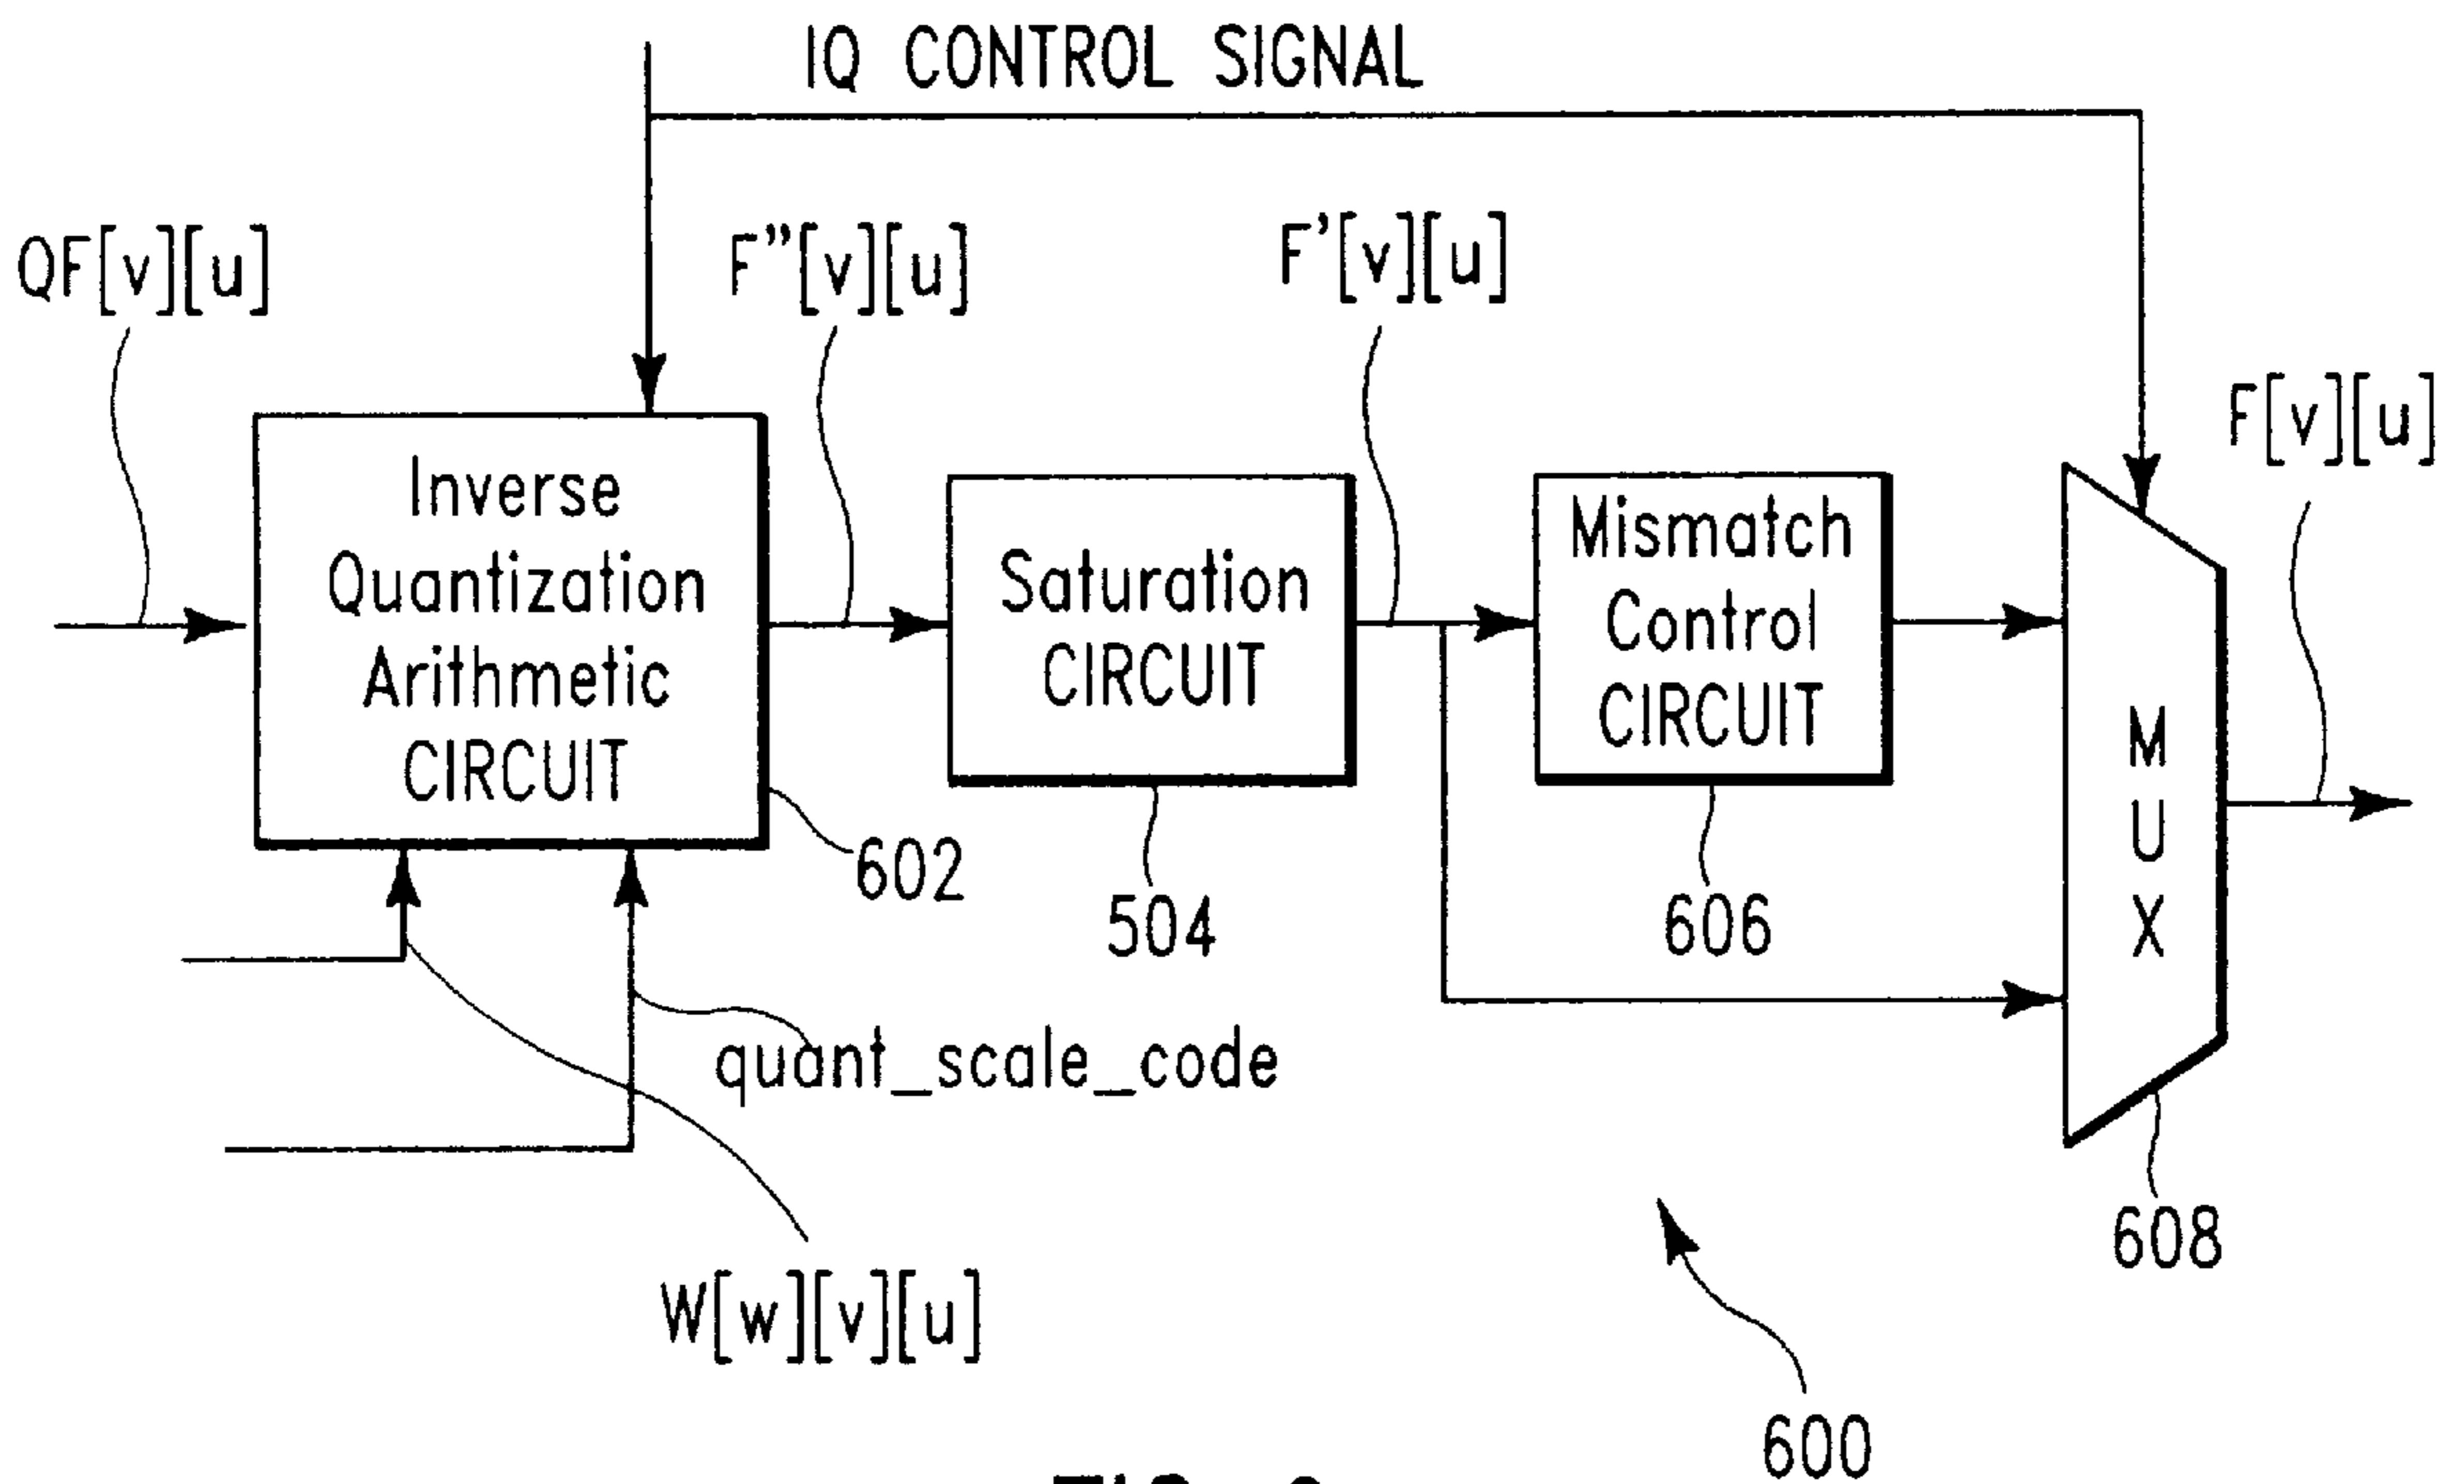 IQ CONTROL SIGNAL
QF[v][u]
F"[v][u]
F'[v][u]
F[v][u]
Inverse
Quantization
Arithmetic
CIRCUIT
Saturation
CIRCUIT
Mismatch
Control
CIRCUIT
M
U
X
602
504
606
quant_scale_code
608
W[w][v][u]
600